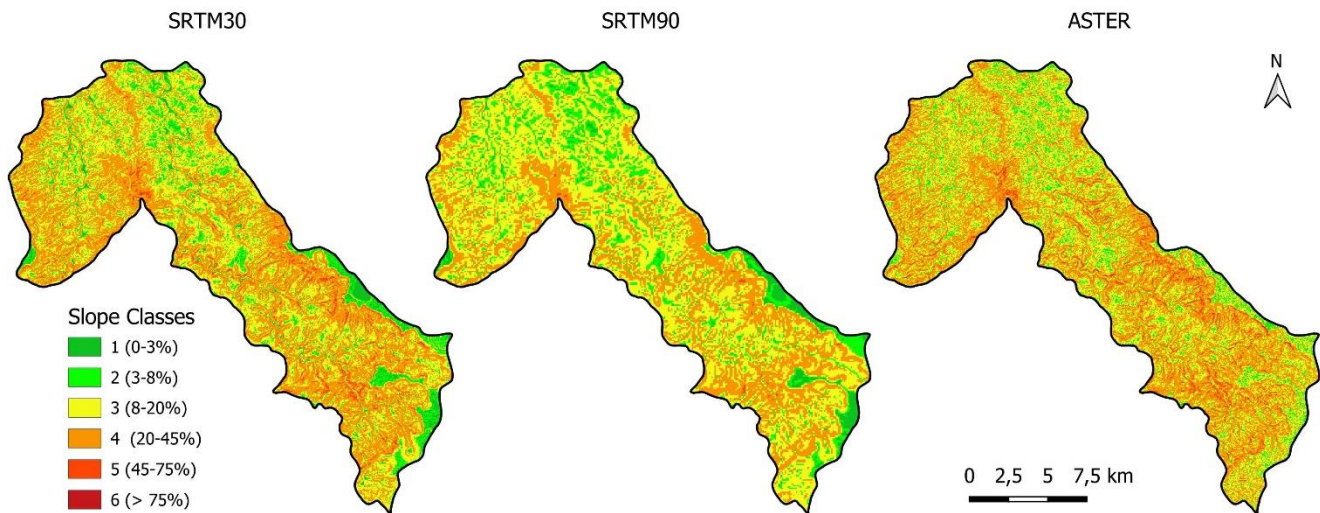 SRTM30
SRTM90
ASTER
N
Slope Classes
1 (0-3%)
2 (3-8%)
3 (8-20%)
4 (20-45%)
5 (45-75%)
6 (> 75%)
0 2,5 5 7,5 km